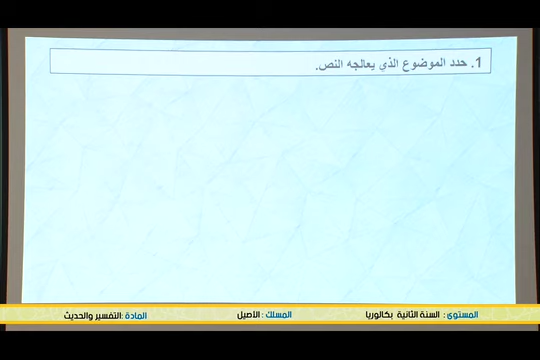 1. حدد الموضوع الذي يعالجه النص.
المستوى : السنة الثانية بكالوريا المسلك : الأصيل المادة :التفسير والحديث